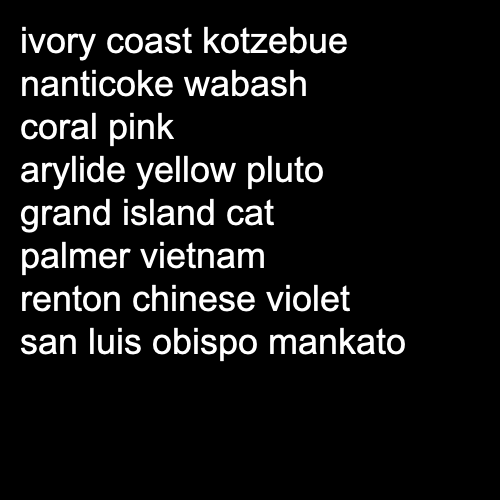 ivory coast kotzebue
nanticoke wabash
coral pink
arylide yellow pluto
grand island cat
palmer vietnam
renton chinese violet
san luis obispo mankato